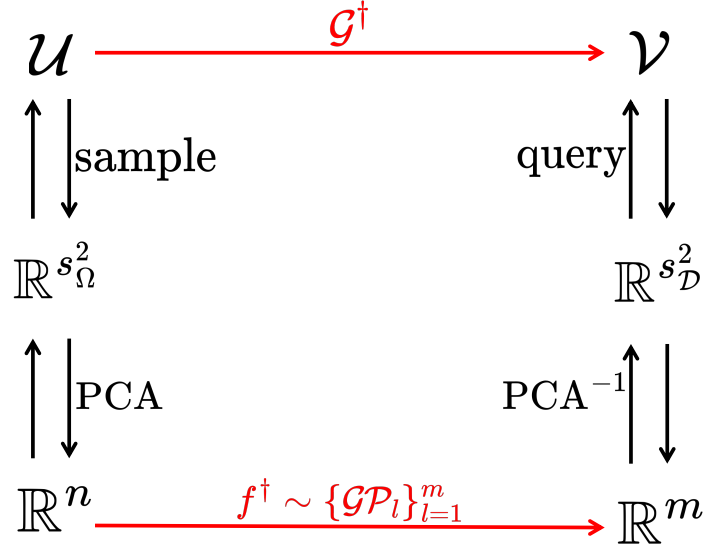 𝒢†
𝒰 𝒱
sample query
ℝ^{s_Ω^2} ℝ^{s_𝒟^2}
PCA PCA⁻¹
f† ∼ {𝒢𝒫_l}_{l=1}^m
ℝ^n ℝ^m